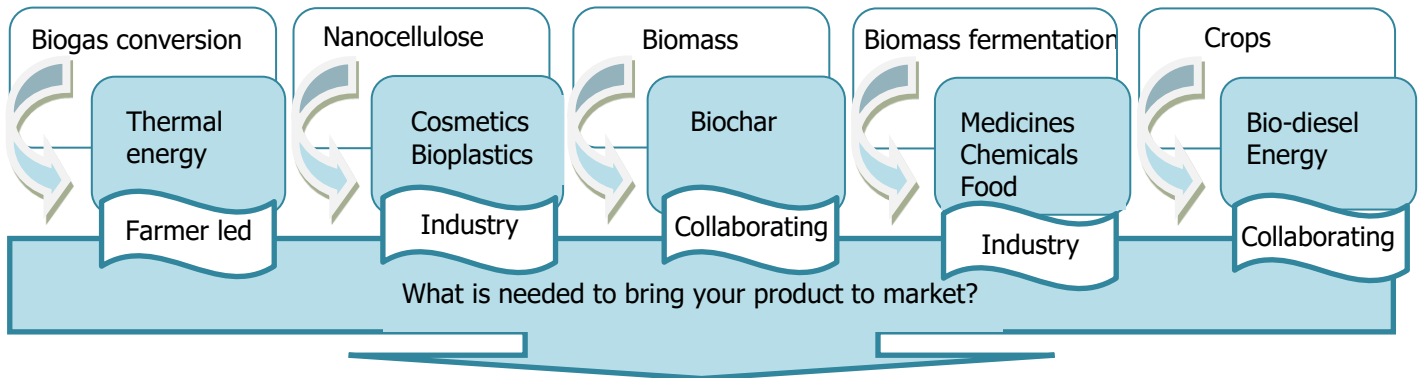 Biogas conversion
Thermal
energy
Farmer led
Nanocellulose
Cosmetics
Bioplastics
Industry
Biomass
Biochar
Collaborating
Biomass fermentation
Medicines
Chemicals
Food
Industry
Crops
Bio-diesel
Energy
Collaborating
What is needed to bring your product to market?